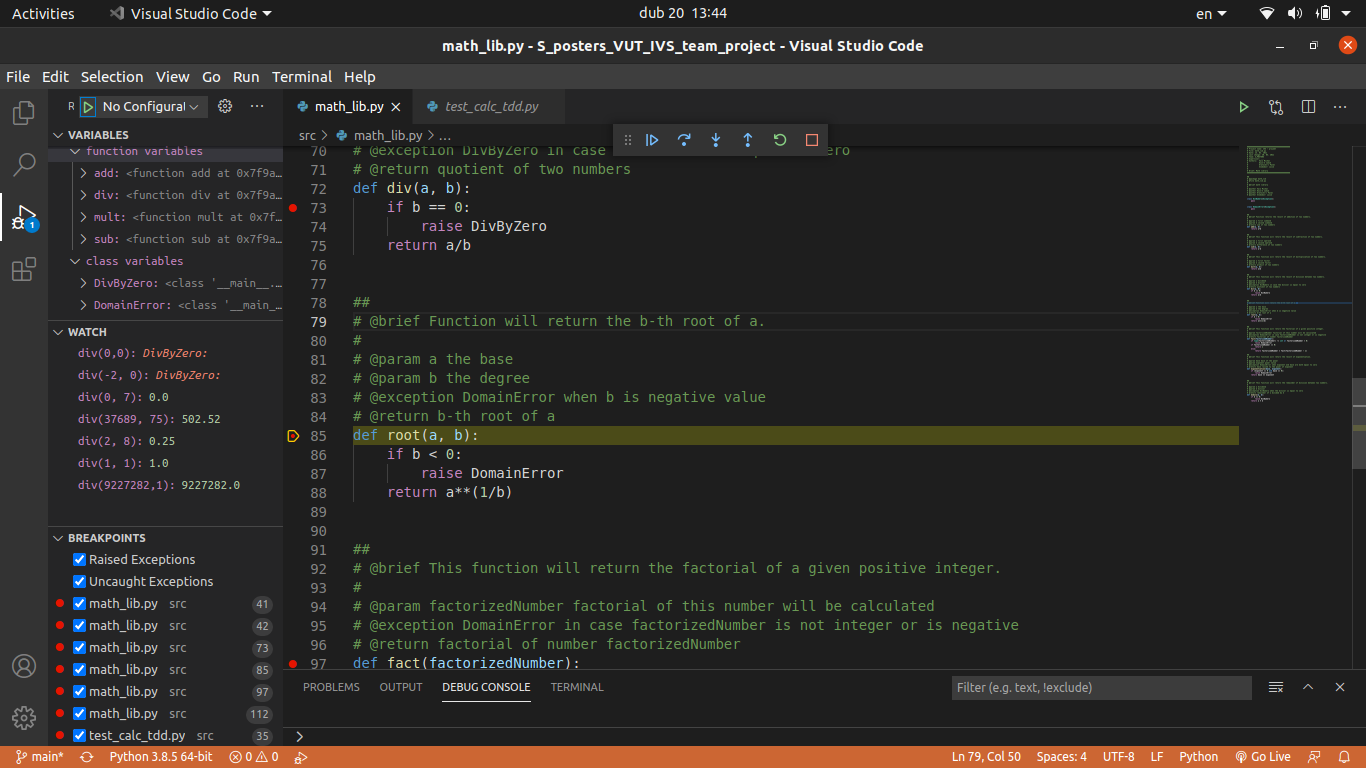 Activities Visual Studio Code dub 20 13:44 en
math_lib.py - S_posters_VUT_IVS_team_project - Visual Studio Code
File Edit Selection View Go Run Terminal Help
R No Configurat ···
VARIABLES
function variables
add: <function add at 0x7f9a…
div: <function div at 0x7f9a…
mult: <function mult at 0x7f…
sub: <function sub at 0x7f9a…
class variables
DivByZero: <class '__main__.…
DomainError: <class '__main_…
WATCH
div(0,0): DivByZero:
div(-2, 0): DivByZero:
div(0, 7): 0.0
div(37689, 75): 502.52
div(2, 8): 0.25
div(1, 1): 1.0
div(9227282,1): 9227282.0
BREAKPOINTS
Raised Exceptions
Uncaught Exceptions
math_lib.py src 41
math_lib.py src 42
math_lib.py src 73
math_lib.py src 85
math_lib.py src 97
math_lib.py src 112
test_calc_tdd.py src 35
1
math_lib.py test_calc_tdd.py
src > math_lib.py > …
70 # @exception DivByZero in case
71 # @return quotient of two numbers
72 def div(a, b):
73 if b == 0:
74 raise DivByZero
75 return a/b
76
77
78 ##
79 # @brief Function will return the b-th root of a.
80 #
81 # @param a the base
82 # @param b the degree
83 # @exception DomainError when b is negative value
84 # @return b-th root of a
85 def root(a, b):
86 if b < 0:
87 raise DomainError
88 return a**(1/b)
89
90
91 ##
92 # @brief This function will return the factorial of a given positive integer.
93 #
94 # @param factorizedNumber factorial of this number will be calculated
95 # @exception DomainError in case factorizedNumber is not integer or is negative
96 # @return factorial of number factorizedNumber
97 def fact(factorizedNumber):
PROBLEMS OUTPUT DEBUG CONSOLE TERMINAL Filter (e.g. text, !exclude)
>
main* Python 3.8.5 64-bit 0 0 Ln 79, Col 50 Spaces: 4 UTF-8 LF Python Go Live